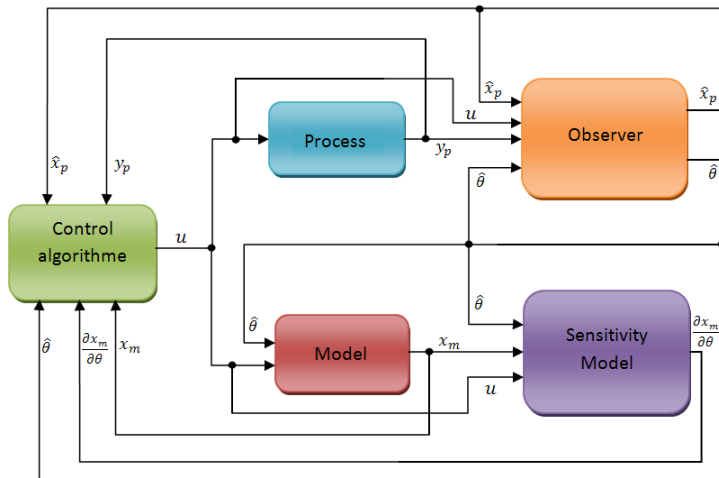 x̂_p
x̂_p
u
Process
y_p
Observer
θ̂
θ̂
x̂_p
y_p
Control
algorithme
u
θ̂
∂x_m/∂θ
x_m
θ̂
Model
x_m
θ̂
u
Sensitivity
Model
∂x_m/∂θ